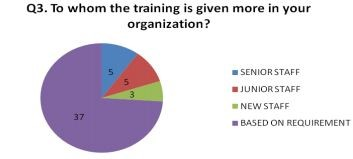 Q3. To whom the training is given more in your
organization?
5
5
3
37
SENIOR STAFF
JUNIOR STAFF
NEW STAFF
BASED ON REQUIREMENT